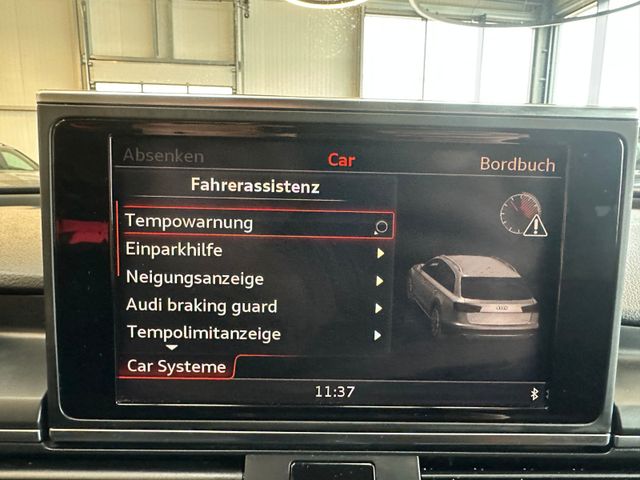 Absenken Car Bordbuch
Fahrerassistenz
Tempowarnung
Einparkhilfe
Neigungsanzeige
Audi braking guard
Tempolimitanzeige
Car Systeme
11:37